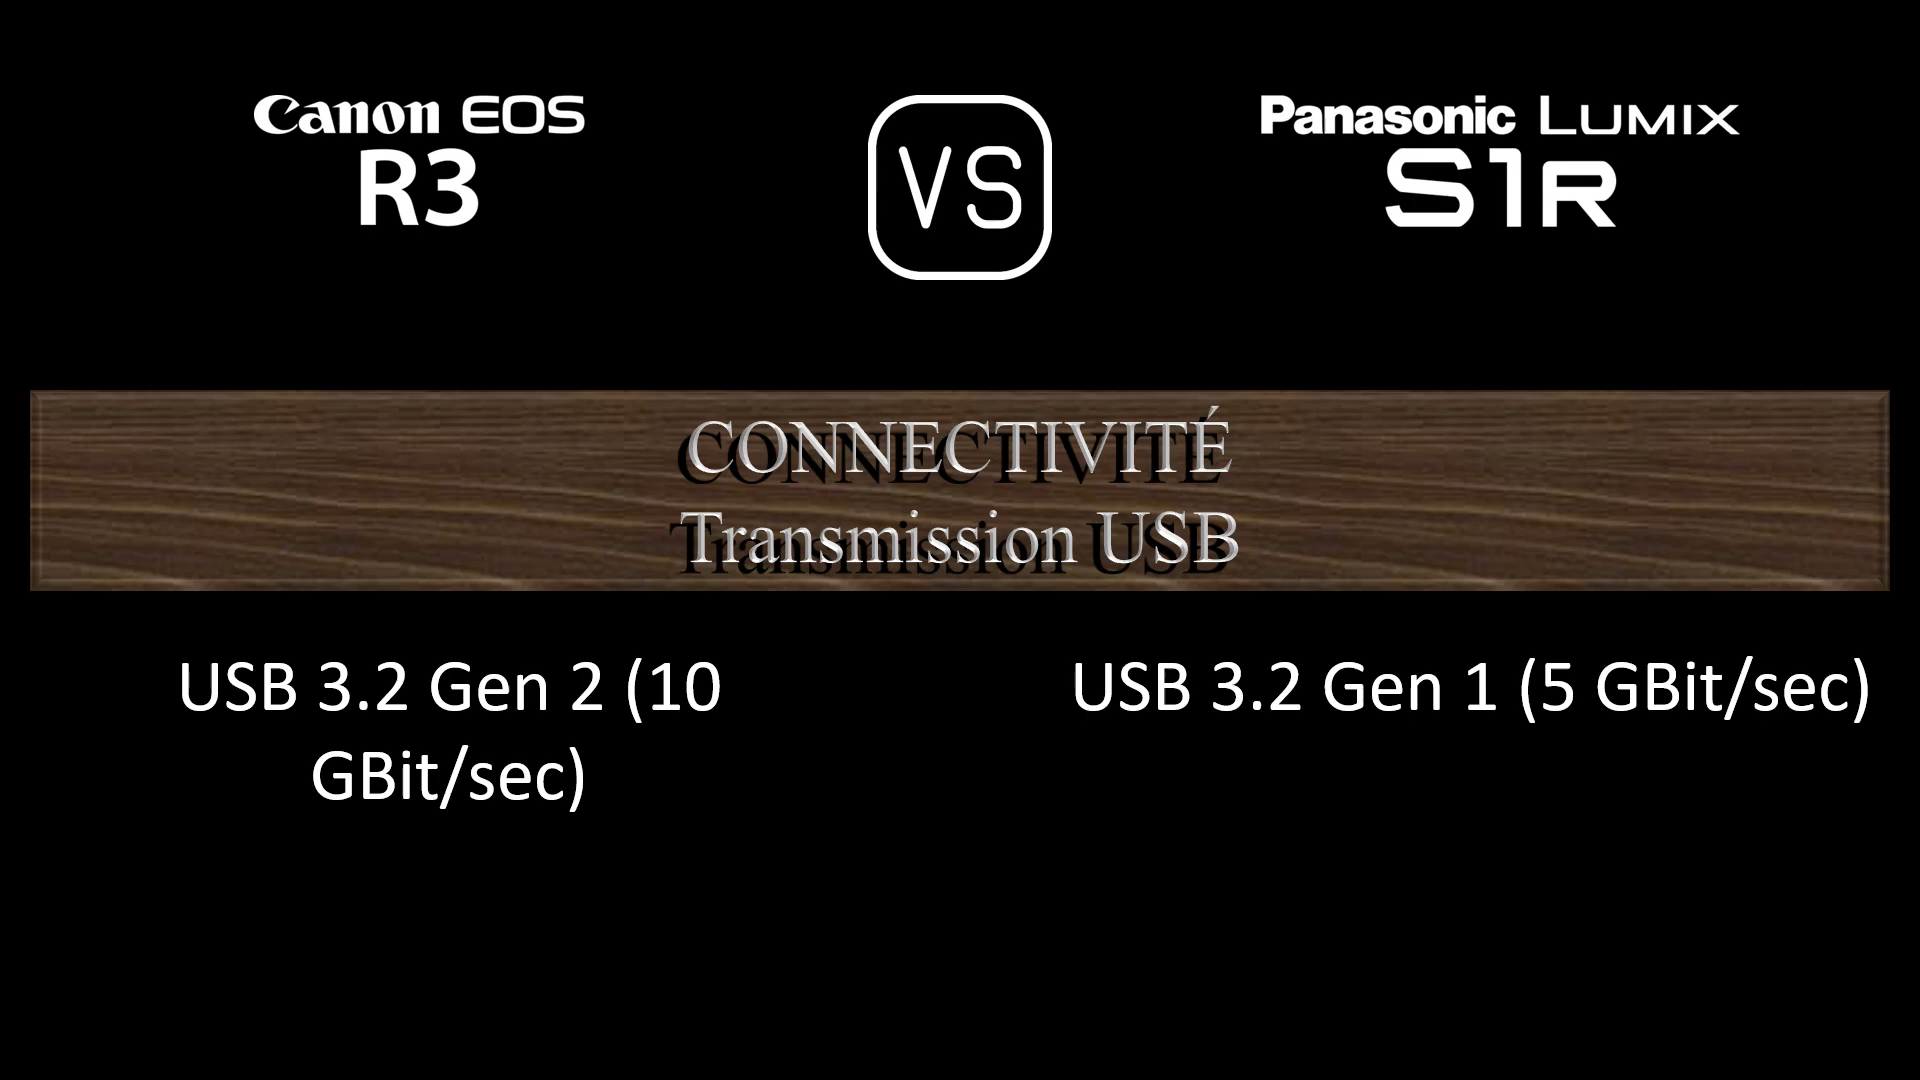 Canon EOS
R3
VS
Panasonic LUMIX
S1R
CONNECTIVITÉ
Transmission USB
USB 3.2 Gen 2 (10
GBit/sec)
USB 3.2 Gen 1 (5 GBit/sec)